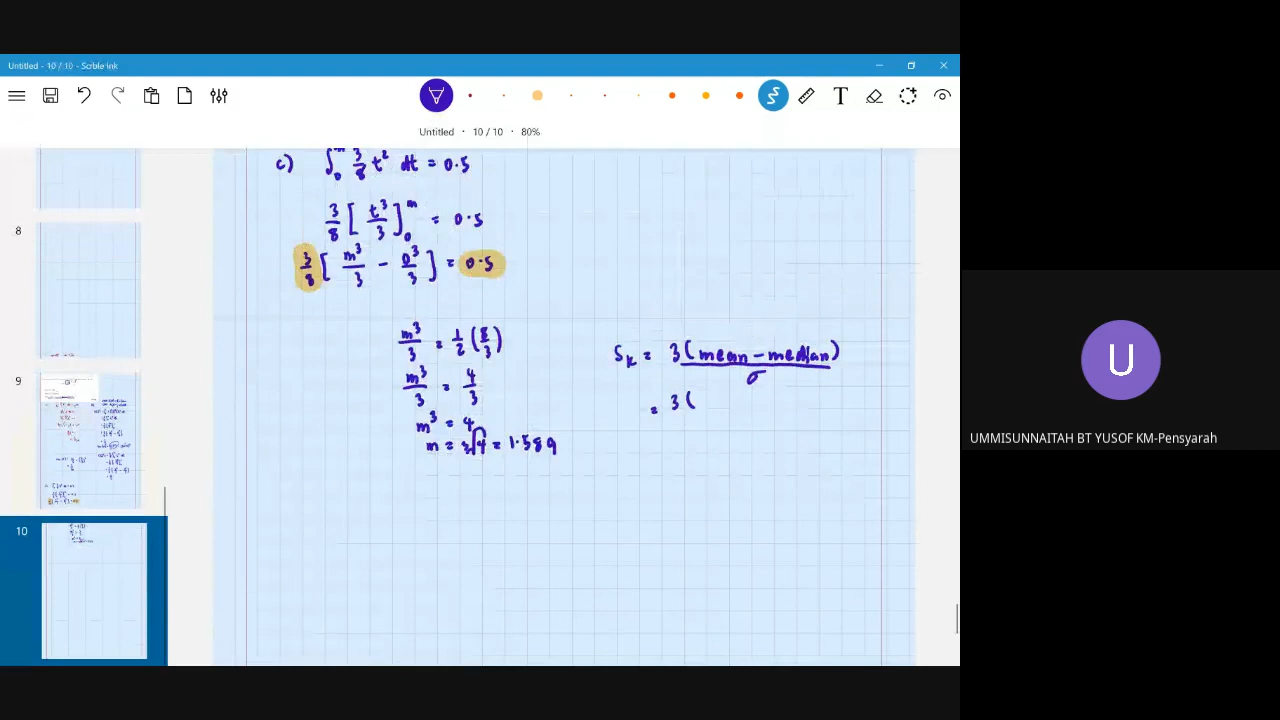 Untitled - 10 / 10 - Scrble Ink
Untitled • 10 / 10 • 80%
8
9
10
c) ∫₀ᵐ 3/8 t² dt = 0.5
3/8 [ t³/3 ]₀ᵐ = 0.5
3/8 [ m³/3 - 0³/3 ] = 0.5
m³/3 = 1/2 (8/3)
m³/3 = 4/3
m³ = 4
m = ³√4 = 1.589
Sₖ = 3(mean - median)/σ
= 3(
U
UMMISUNNAITAH BT YUSOF KM-Pensyarah